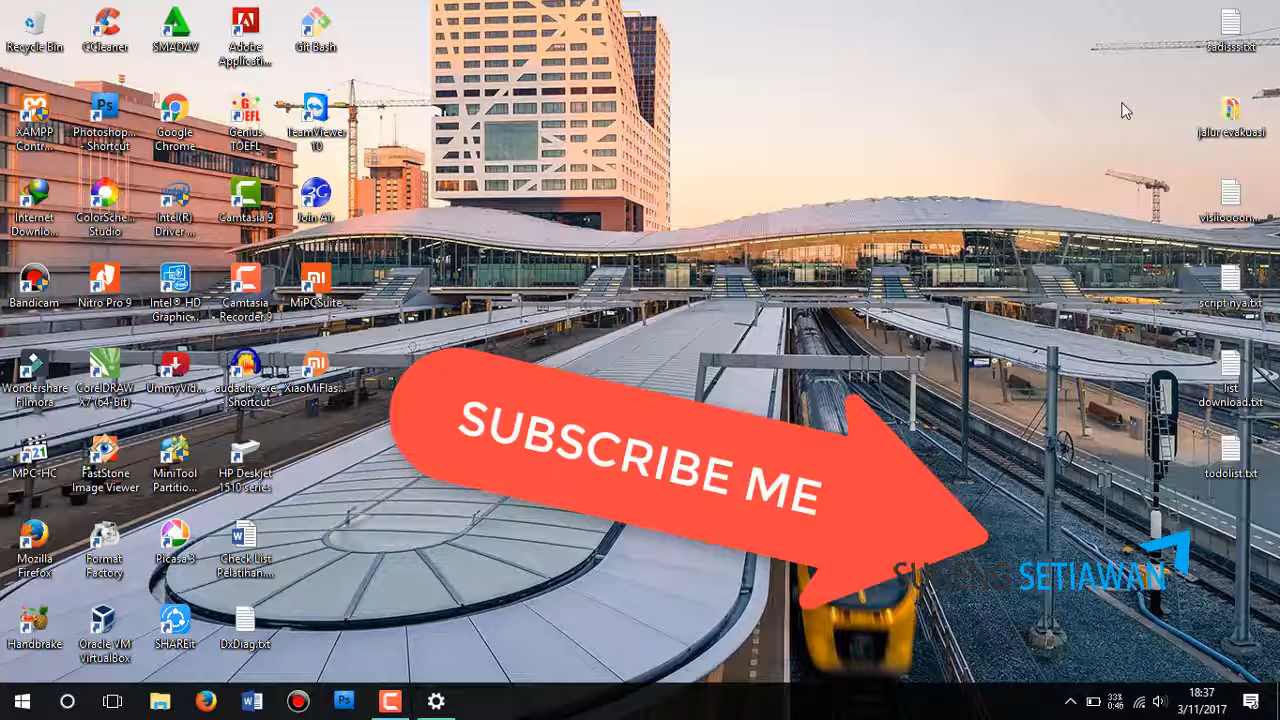 Recycle Bin
CCleaner
SMADAV
Adobe
Applicati...
Git Bash
sadisss.txt
XAMPP
Contr...
Photoshop...
- Shortcut
Google
Chrome
Genius
TOEFL
TeamViewer
10
jalur evakuasi
Internet
Downlo...
ColorSche...
Studio
Intel(R)
Driver ...
Camtasia 9
Join Air
visiioooon...
Bandicam
Nitro Pro 9
Intel® HD
Graphic...
Camtasia
Recorder 9
MiPCSuite
script nya.txt
Wondershare
Filmora
CorelDRAW
X7 (64-Bit)
UmmyVid...
audacity.exe
- Shortcut
XiaoMiFlas...
list
download.txt
SUBSCRIBE ME
MPC-HC
FastStone
Image Viewer
MiniTool
Partitio...
HP Deskjet
1510 series
todolist.txt
Mozilla
Firefox
Format
Factory
Picasa 3
Check List
Pelatihan....
SETIAWAN
Handbrake
Oracle VM
VirtualBox
SHAREit
DxDiag.txt
33%
0:46
18:37
3/11/2017